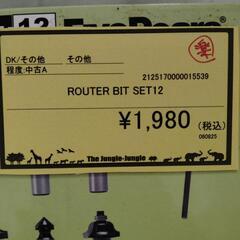 12
DK/その他 その他
程度:中古A
2125170000015539
ROUTER BIT SET12
¥1,980 (税込)
060825
The Jungle-Jungle